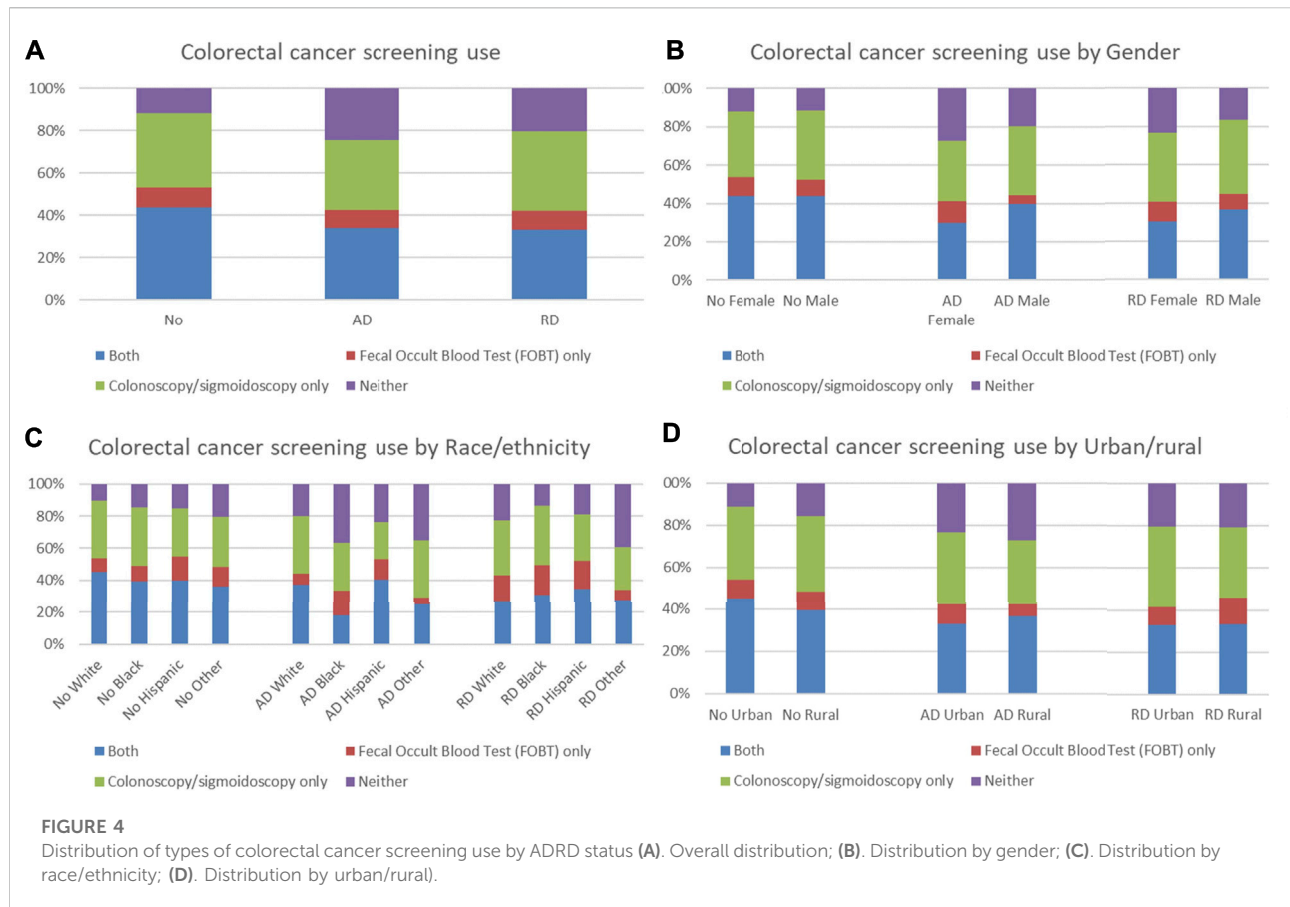 A
Colorectal cancer screening use
100%
80%
60%
40%
20%
0%
No AD RD
Both Fecal Occult Blood Test (FOBT) only
Colonoscopy/sigmoidoscopy only Neither
B
Colorectal cancer screening use by Gender
00%
80%
60%
40%
20%
0%
No Female No Male AD Female AD Male RD Female RD Male
Both Fecal Occult Blood Test (FOBT) only
Colonoscopy/sigmoidoscopy only Neither
C
Colorectal cancer screening use by Race/ethnicity
100%
80%
60%
40%
20%
0%
No White No Black No Hispanic No Other AD White AD Black AD Hispanic AD Other RD White RD Black RD Hispanic RD Other
Both Fecal Occult Blood Test (FOBT) only
Colonoscopy/sigmoidoscopy only Neither
D
Colorectal cancer screening use by Urban/rural
00%
80%
60%
40%
20%
0%
No Urban No Rural AD Urban AD Rural RD Urban RD Rural
Both Fecal Occult Blood Test (FOBT) only
Colonoscopy/sigmoidoscopy only Neither
FIGURE 4
Distribution of types of colorectal cancer screening use by ADRD status (A). Overall distribution; (B). Distribution by gender; (C). Distribution by
race/ethnicity; (D). Distribution by urban/rural).